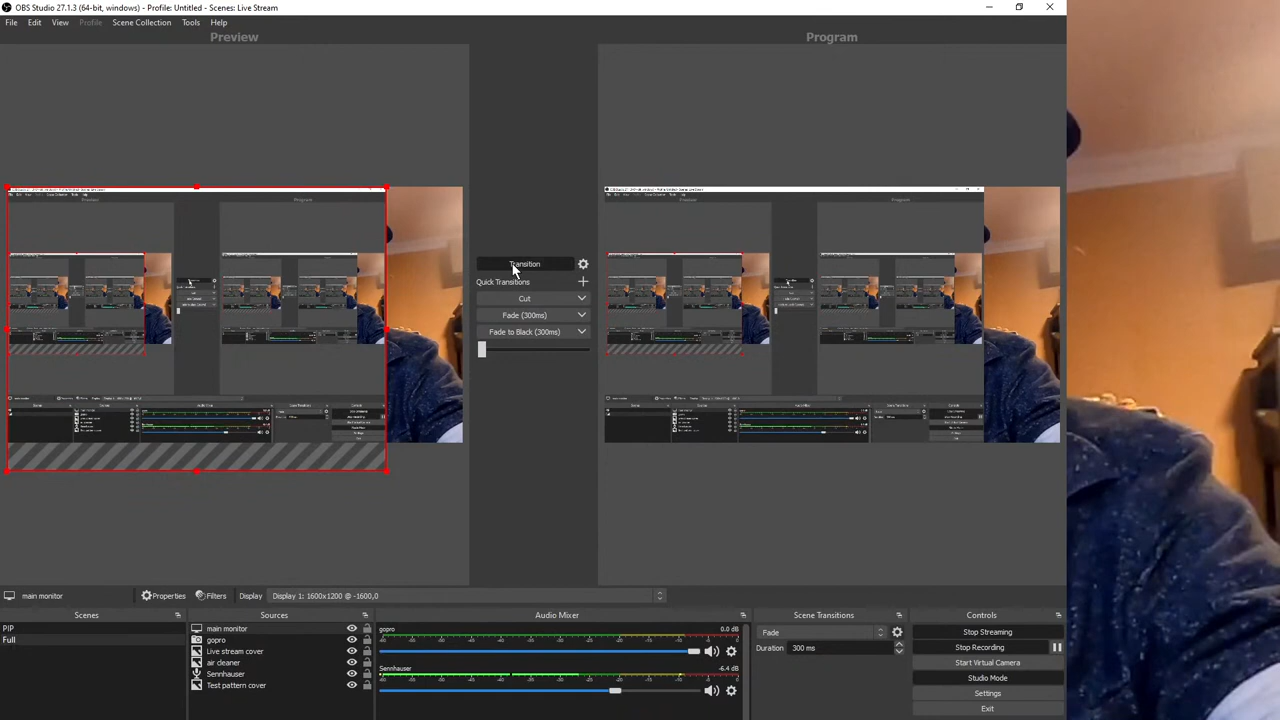 OBS Studio 27.1.3 (64-bit, windows) - Profile: Untitled - Scenes: Live Stream
File Edit View Profile Scene Collection Tools Help
Preview
Program
Transition
Quick Transitions
Cut
Fade (300ms)
Fade to Black (300ms)
main monitor Properties Filters Display Display 1: 1600x1200 @ -1600,0
Scenes
PIP
Full
Sources
main monitor
gopro
Live stream cover
air cleaner
Sennhauser
Test pattern cover
Audio Mixer
gopro 0.0 dB
Sennhauser -6.4 dB
Scene Transitions
Fade
Duration 300 ms
Controls
Stop Streaming
Stop Recording
Start Virtual Camera
Studio Mode
Settings
Exit